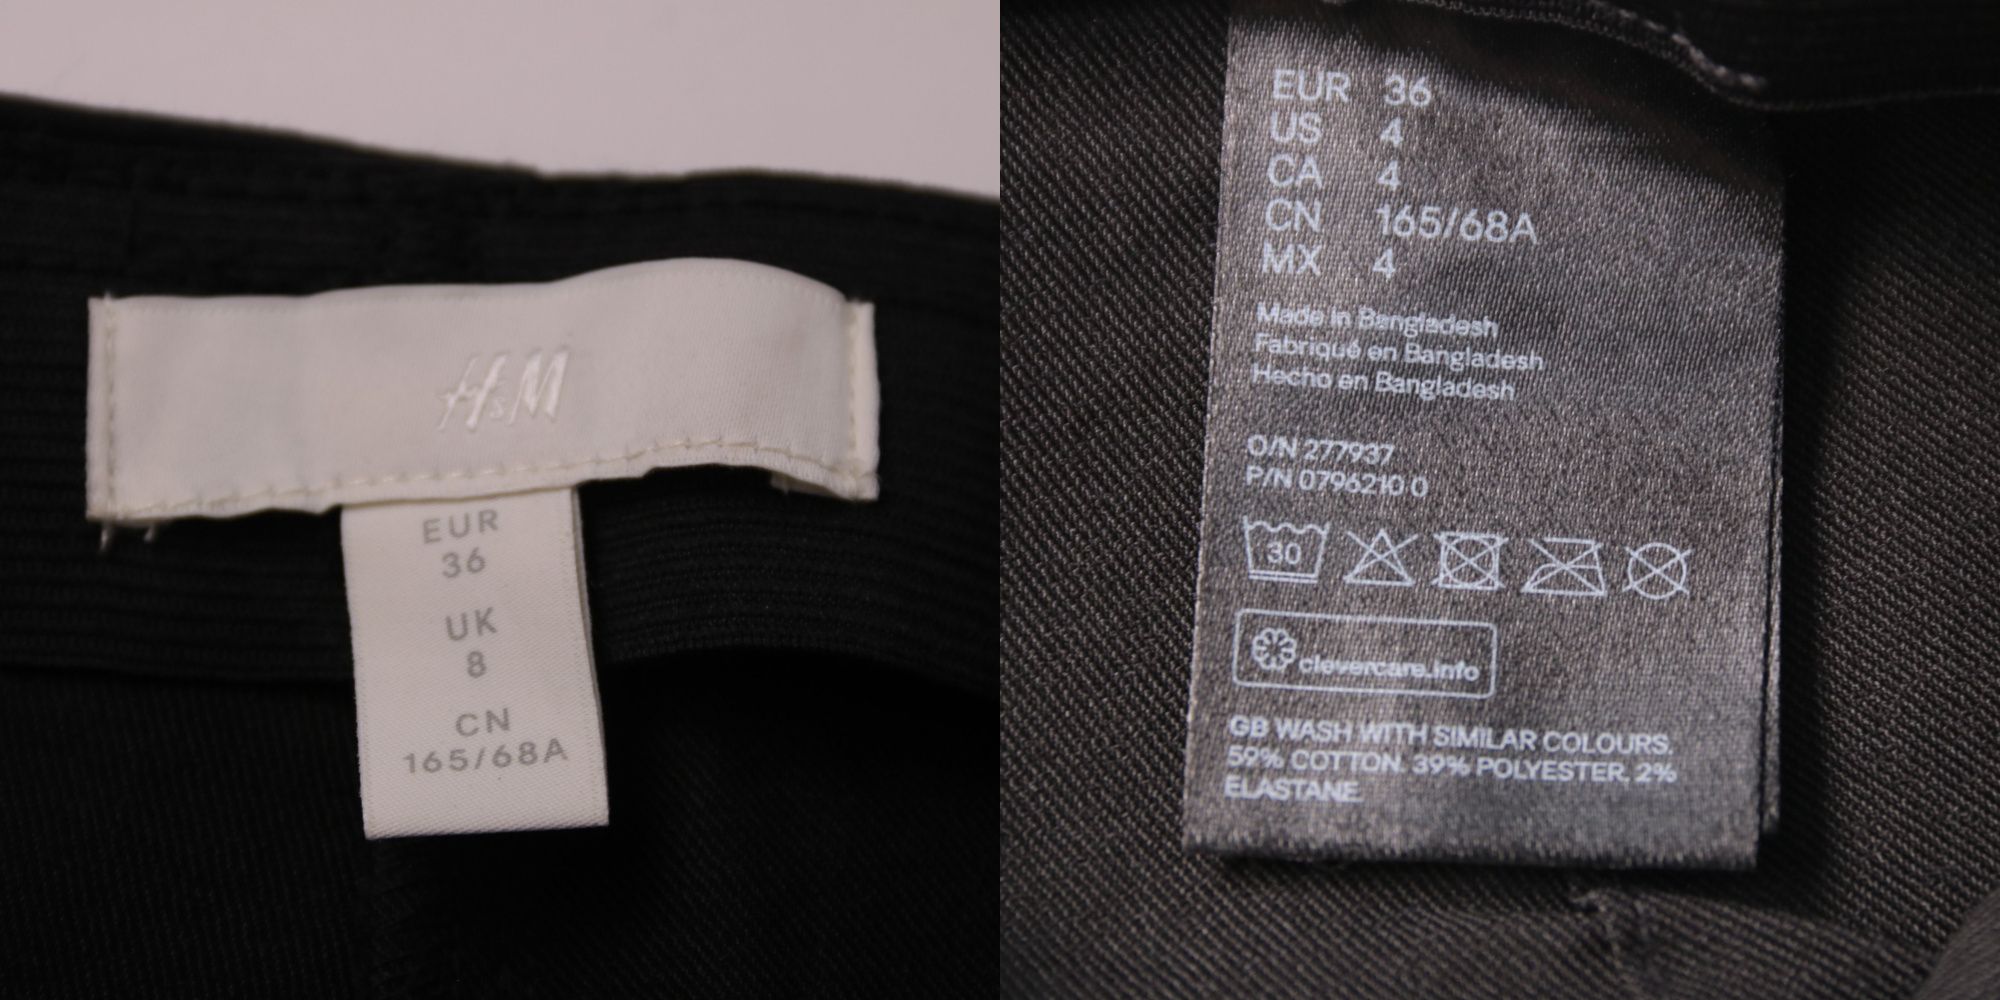 H&M
EUR
36
UK
8
CN
165/68A
EUR 36
US 4
CA 4
CN 165/68A
MX 4
Made in Bangladesh
Fabriqué en Bangladesh
Hecho en Bangladesh
O/N 277937
P/N 0796210 0
30
clevercare.info
GB WASH WITH SIMILAR COLOURS.
59% COTTON. 39% POLYESTER. 2%
ELASTANE.